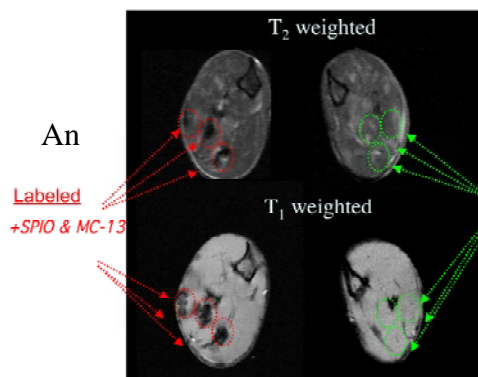 T₂ weighted
An
Labeled
+SPIO & MC-13
T₁ weighted